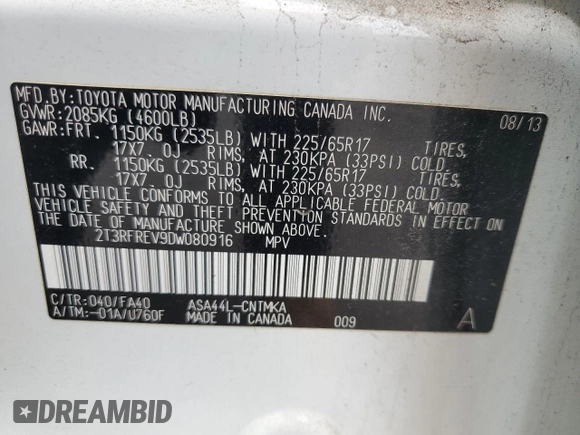 MFD.BY:TOYOTA MOTOR MANUFACTURING CANADA INC.
GVWR:2085KG (4600LB) 08/13
GAWR:FRT. 1150KG (2535LB) WITH 225/65R17 TIRES,
17X7. 0J RIMS, AT 230KPA (33PSI) COLD.
RR. 1150KG (2535LB) WITH 225/65R17 TIRES,
17X7. 0J RIMS, AT 230KPA (33PSI) COLD.
THIS VEHICLE CONFORMS TO ALL APPLICABLE FEDERAL MOTOR
VEHICLE SAFETY AND THEFT PREVENTION STANDARDS IN EFFECT ON
THE DATE OF MANUFACTURE SHOWN ABOVE.
2T3RFREV9DW080916 MPV
C/TR:040/FA40 ASA44L-CNTMKA
A/TM:-01A/U760F MADE IN CANADA 009 A
DREAMBID